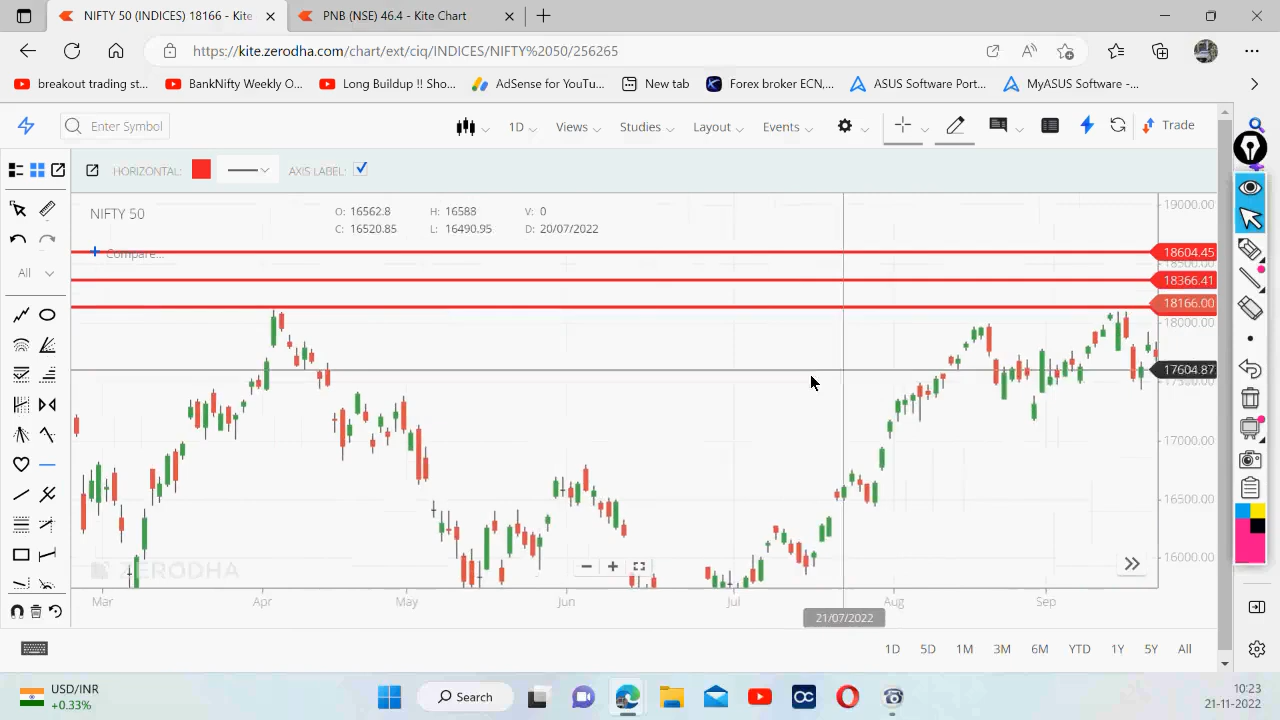 NIFTY 50 (INDICES) 18166 - Kite
PNB (NSE) 46.4 - Kite Chart
https://kite.zerodha.com/chart/ext/ciq/INDICES/NIFTY%2050/256265
breakout trading st...
BankNifty Weekly O...
Long Buildup !! Sho...
AdSense for YouTu...
New tab
Forex broker ECN,...
ASUS Software Port...
MyASUS Software -...
Enter Symbol
1D
Views
Studies
Layout
Events
Trade
HORIZONTAL:
AXIS LABEL:
NIFTY 50
O: 16562.8 H: 16588 V: 0
C: 16520.85 L: 16490.95 D: 20/07/2022
Compare...
All
19000.00
18604.45
18500.00
18366.41
18166.00
18000.00
17604.87
17500.00
17000.00
16500.00
16000.00
ZERODHA
Mar Apr May Jun Jul Aug Sep
21/07/2022
1D 5D 1M 3M 6M YTD 1Y 5Y All
USD/INR
+0.33%
Search
10:23
21-11-2022